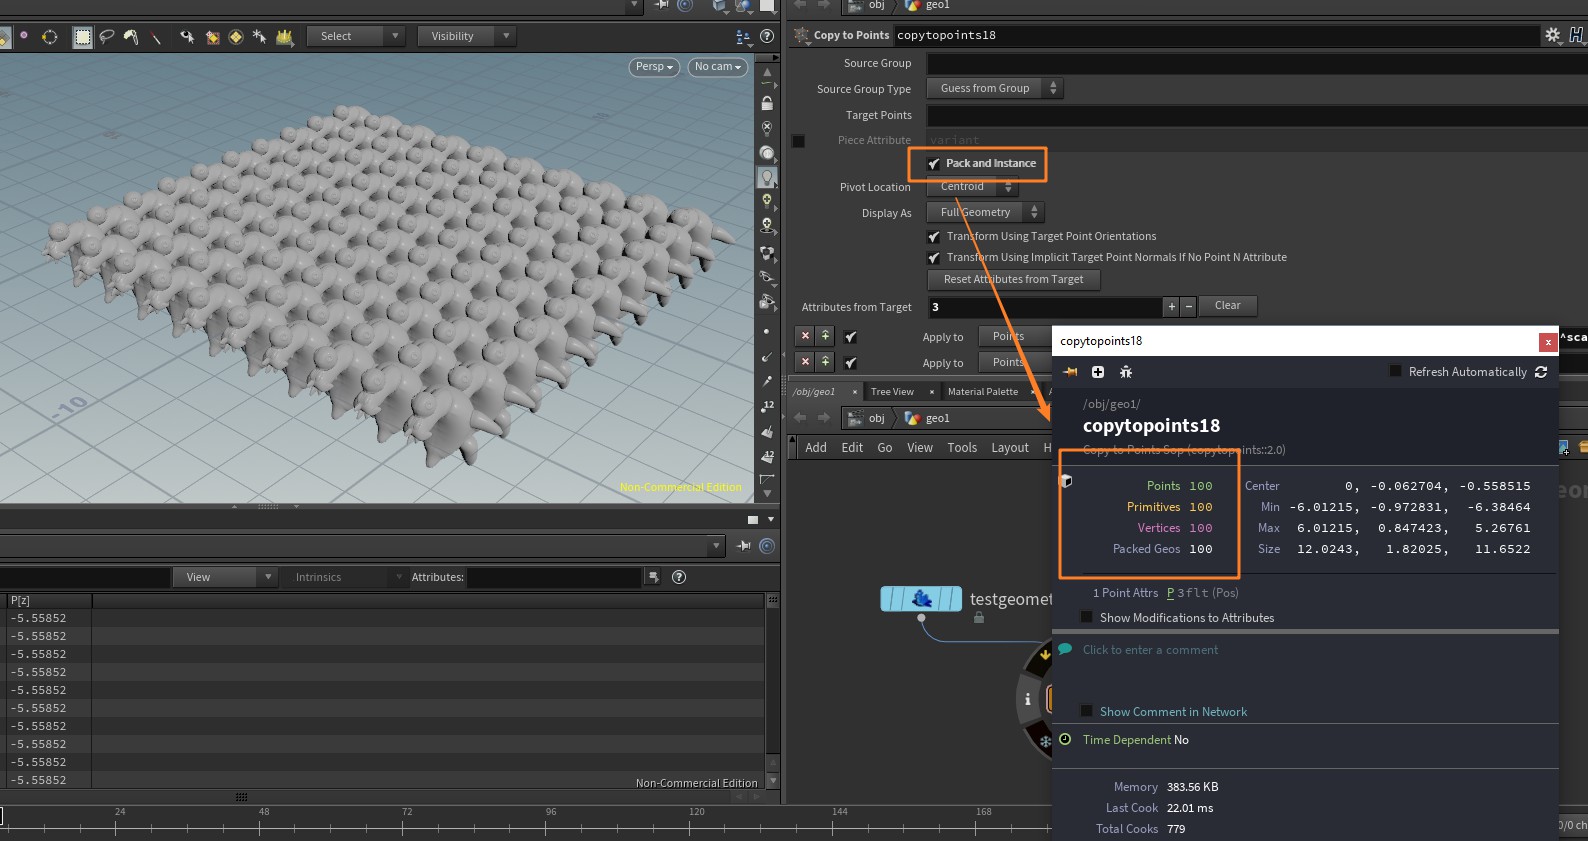 obj geo1
Select Visibility
Copy to Points copytopoints18
Persp No cam
Source Group
Source Group Type Guess from Group
Target Points
Piece Attribute variant
Pack and Instance
Pivot Location Centroid
Display As Full Geometry
Transform Using Target Point Orientations
Transform Using Implicit Target Point Normals If No Point N Attribute
Reset Attributes from Target
Attributes from Target 3 + − Clear
Apply to Points ^sca
Apply to Points
-10
Non-Commercial Edition
copytopoints18 x
Refresh Automatically
/obj/geo1 × Tree View × Material Palette ×
obj geo1
Add Edit Go View Tools Layout H
/obj/geo1/
copytopoints18
Copy to Points Sop (copytopoints::2.0)
Points 100 Center 0, -0.062704, -0.558515
Primitives 100 Min -6.01215, -0.972831, -6.38464
Vertices 100 Max 6.01215, 0.847423, 5.26761
Packed Geos 100 Size 12.0243, 1.82025, 11.6522
1 Point Attrs P 3flt (Pos)
Show Modifications to Attributes
Click to enter a comment
Show Comment in Network
Time Dependent No
Memory 383.56 KB
Last Cook 22.01 ms
Total Cooks 779
testgeomet
View Intrinsics Attributes:
P[z]
-5.55852
-5.55852
-5.55852
-5.55852
-5.55852
-5.55852
-5.55852
-5.55852
-5.55852
-5.55852
Non-Commercial Edition
24 48 72 96 120 144 168
0/0 ch